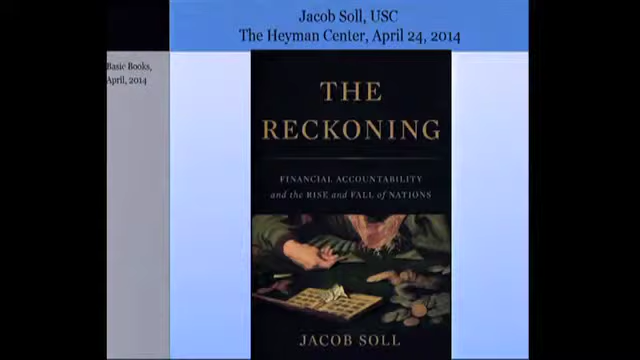 Jacob Soll, USC
The Heyman Center, April 24, 2014
Basic Books,
April, 2014
THE
RECKONING
FINANCIAL ACCOUNTABILITY
and the RISE and FALL of NATIONS
JACOB SOLL